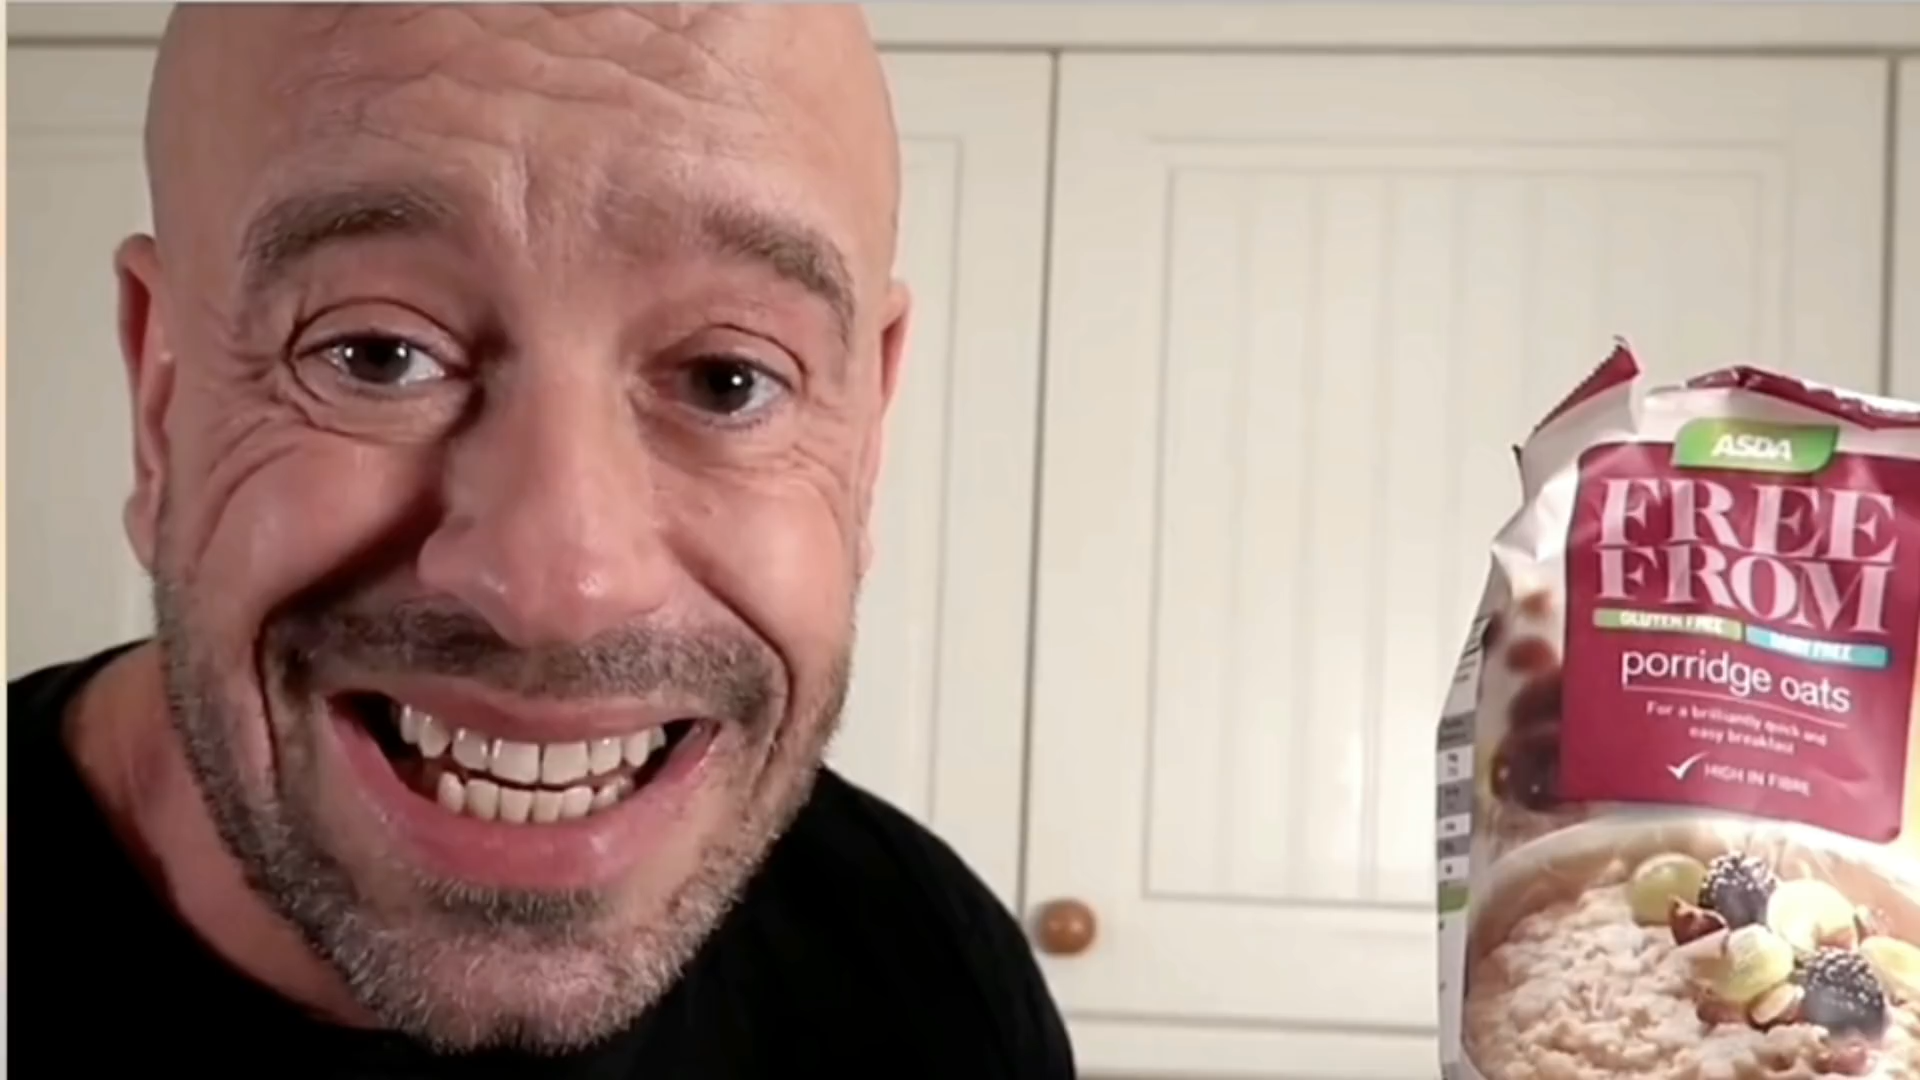 ASDA
FREE
FROM
GLUTEN FREE
DAIRY FREE
porridge oats
For a brilliantly quick and
easy breakfast
HIGH IN FIBRE